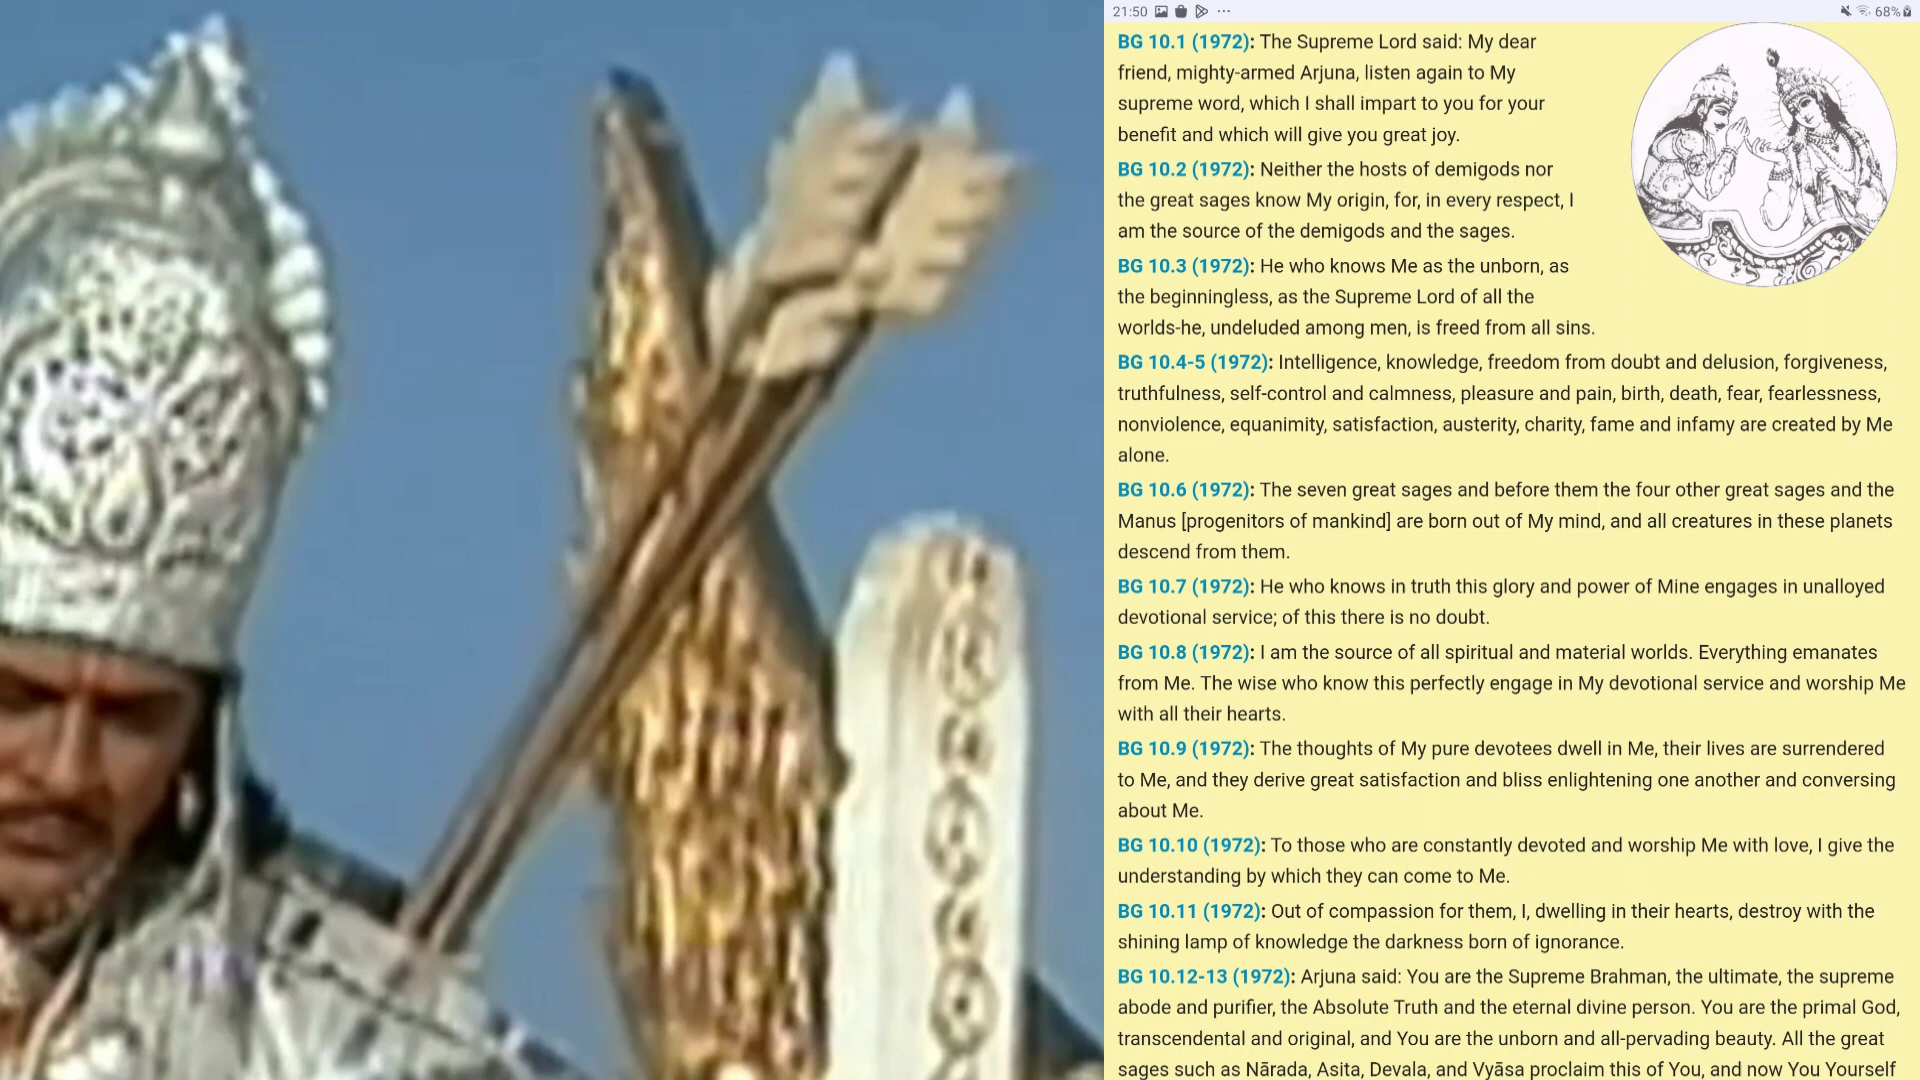 21:50
68%
BG 10.1 (1972): The Supreme Lord said: My dear
friend, mighty-armed Arjuna, listen again to My
supreme word, which I shall impart to you for your
benefit and which will give you great joy.
BG 10.2 (1972): Neither the hosts of demigods nor
the great sages know My origin, for, in every respect, I
am the source of the demigods and the sages.
BG 10.3 (1972): He who knows Me as the unborn, as
the beginningless, as the Supreme Lord of all the
worlds-he, undeluded among men, is freed from all sins.
BG 10.4-5 (1972): Intelligence, knowledge, freedom from doubt and delusion, forgiveness,
truthfulness, self-control and calmness, pleasure and pain, birth, death, fear, fearlessness,
nonviolence, equanimity, satisfaction, austerity, charity, fame and infamy are created by Me
alone.
BG 10.6 (1972): The seven great sages and before them the four other great sages and the
Manus [progenitors of mankind] are born out of My mind, and all creatures in these planets
descend from them.
BG 10.7 (1972): He who knows in truth this glory and power of Mine engages in unalloyed
devotional service; of this there is no doubt.
BG 10.8 (1972): I am the source of all spiritual and material worlds. Everything emanates
from Me. The wise who know this perfectly engage in My devotional service and worship Me
with all their hearts.
BG 10.9 (1972): The thoughts of My pure devotees dwell in Me, their lives are surrendered
to Me, and they derive great satisfaction and bliss enlightening one another and conversing
about Me.
BG 10.10 (1972): To those who are constantly devoted and worship Me with love, I give the
understanding by which they can come to Me.
BG 10.11 (1972): Out of compassion for them, I, dwelling in their hearts, destroy with the
shining lamp of knowledge the darkness born of ignorance.
BG 10.12-13 (1972): Arjuna said: You are the Supreme Brahman, the ultimate, the supreme
abode and purifier, the Absolute Truth and the eternal divine person. You are the primal God,
transcendental and original, and You are the unborn and all-pervading beauty. All the great
sages such as Nārada, Asita, Devala, and Vyāsa proclaim this of You, and now You Yourself